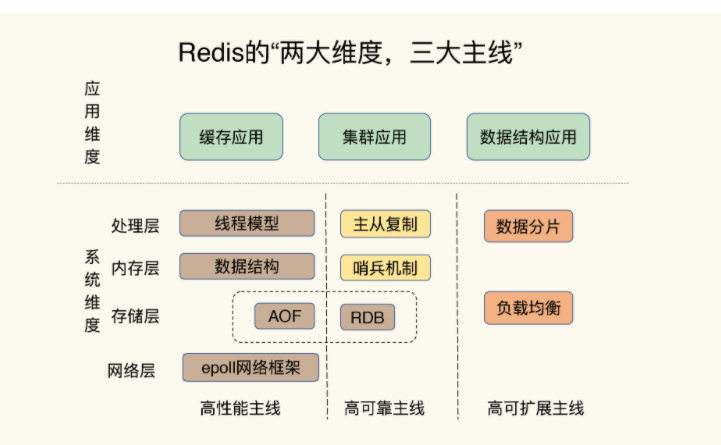 Redis的“两大维度，三大主线”
应用维度
缓存应用
集群应用
数据结构应用
系统维度
处理层
线程模型
主从复制
数据分片
内存层
数据结构
哨兵机制
存储层
AOF
RDB
负载均衡
网络层
epoll网络框架
高性能主线
高可靠主线
高可扩展主线